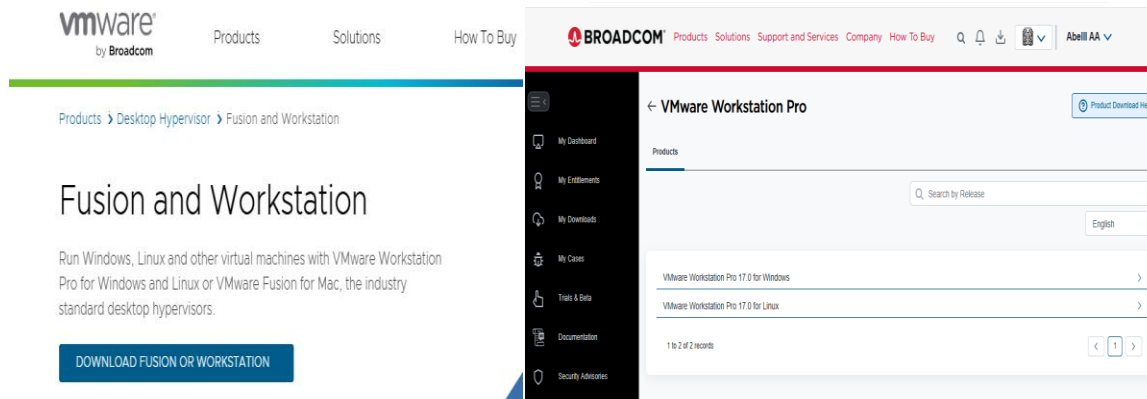 vmware®
by Broadcom
Products
Solutions
How To Buy
Products > Desktop Hypervisor > Fusion and Workstation
Fusion and Workstation
Run Windows, Linux and other virtual machines with VMware Workstation
Pro for Windows and Linux or VMware Fusion for Mac, the industry
standard desktop hypervisors.
DOWNLOAD FUSION OR WORKSTATION
BROADCOM®
Products Solutions Support and Services Company How To Buy
Abelll AA
My Dashboard
My Entitlements
My Downloads
My Cases
Trials & Beta
Documentation
Security Advisories
← VMware Workstation Pro
Product Download He
Products
Search by Release
English
VMware Workstation Pro 17.0 for Windows
VMware Workstation Pro 17.0 for Linux
1 to 2 of 2 records
1